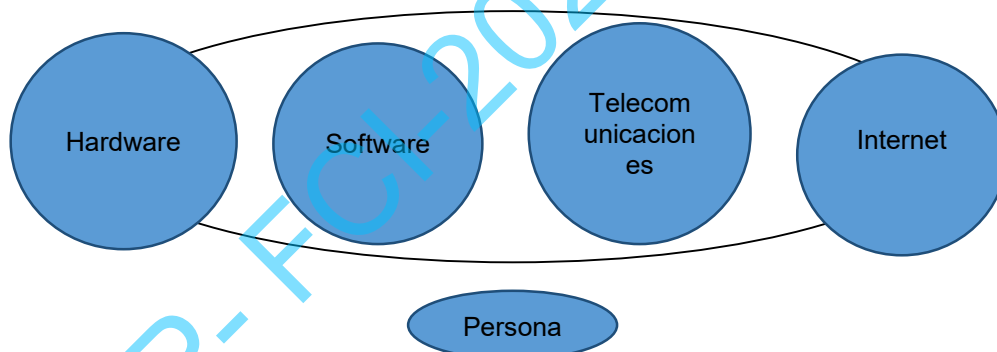 Hardware
Software
Telecom
unicacion
es
Internet
Persona